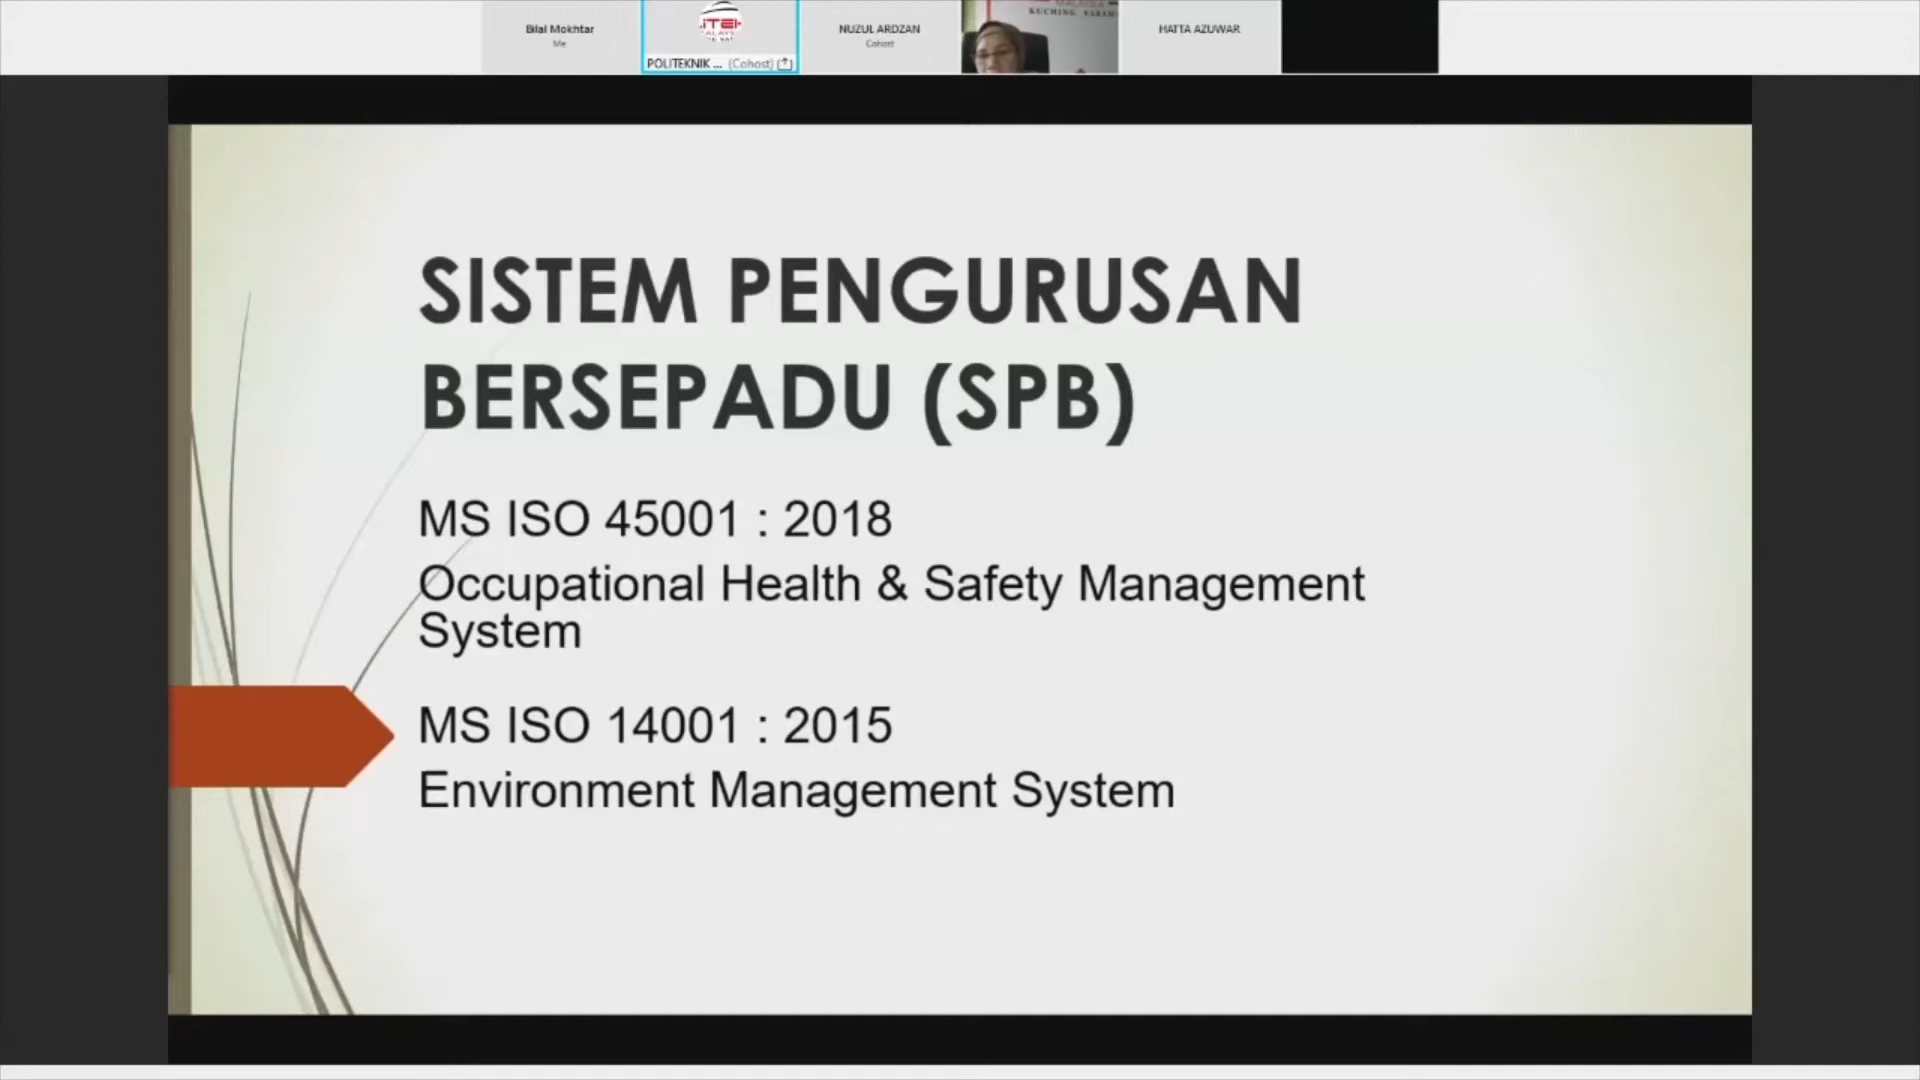 Bilal Mokhtar
Me
POLITEKNIK ... (Cohost)
NUZUL ARDZAN
Cohost
KUCHING
HATTA AZUWAR
SISTEM PENGURUSAN
BERSEPADU (SPB)
MS ISO 45001 : 2018
Occupational Health & Safety Management
System
MS ISO 14001 : 2015
Environment Management System